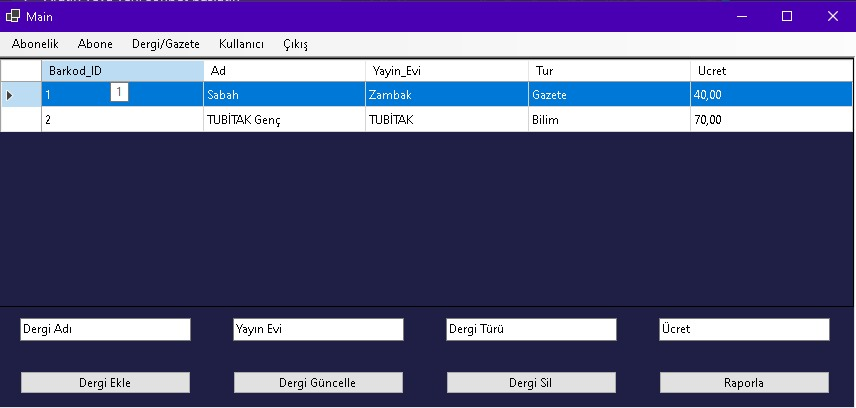 Main
Abonelik Abone Dergi/Gazete Kullanıcı Çıkış
Barkod_ID Ad Yayin_Evi Tur Ucret
1 Sabah Zambak Gazete 40,00
1
2 TUBİTAK Genç TUBİTAK Bilim 70,00
Dergi Adı Yayın Evi Dergi Türü Ücret
Dergi Ekle Dergi Güncelle Dergi Sil Raporla